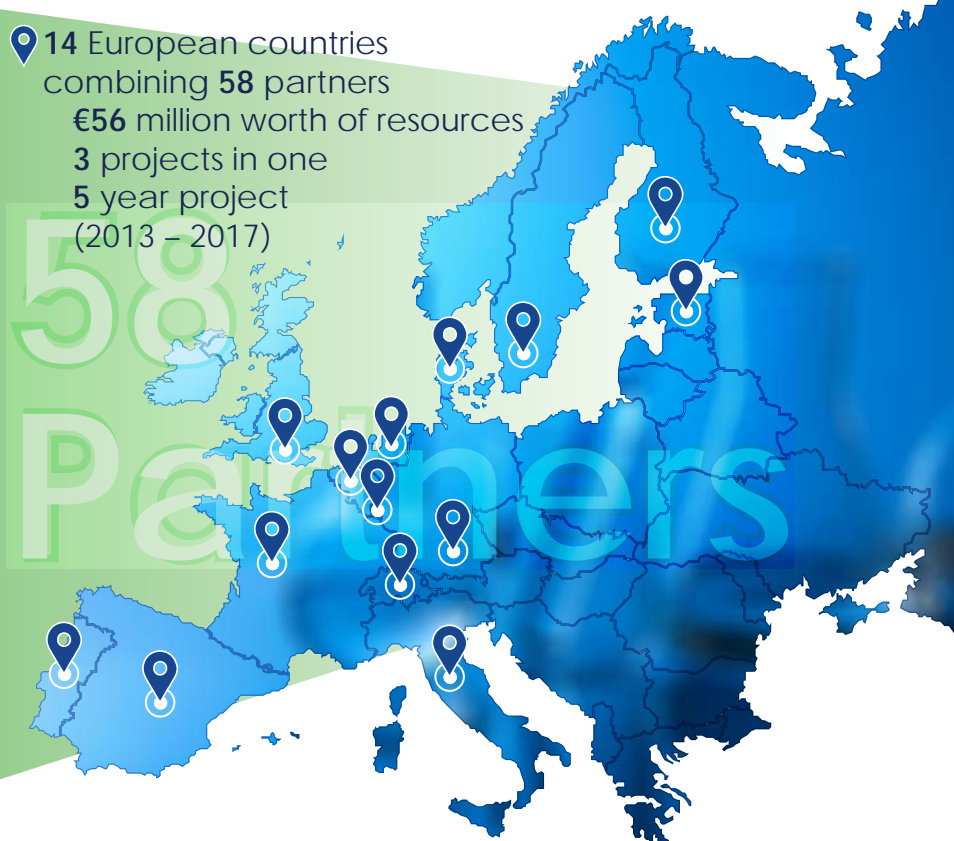 14 European countries
combining 58 partners
€56 million worth of resources
3 projects in one
5 year project
(2013 – 2017)
58
Partners